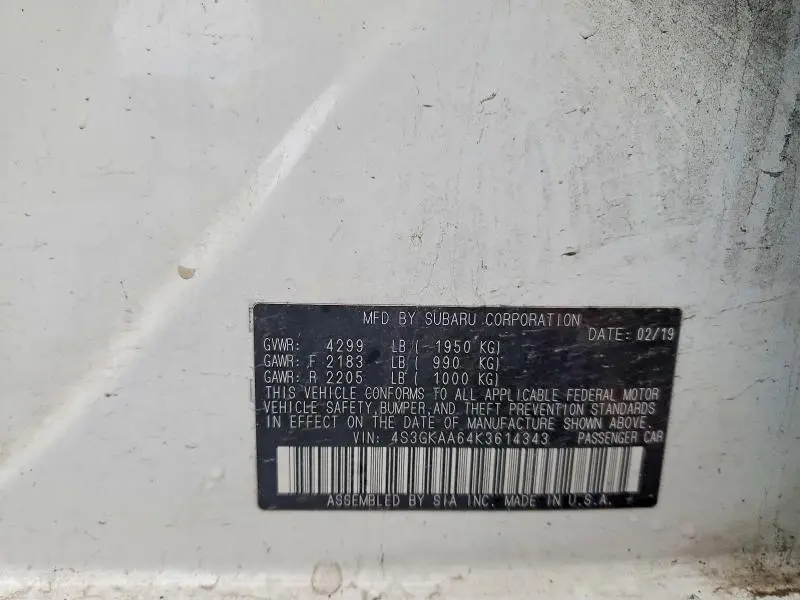 MFD BY SUBARU CORPORATION
DATE: 02/19
GVWR: 4299 LB ( 1950 KG)
GAWR: F 2183 LB ( 990 KG)
GAWR: R 2205 LB ( 1000 KG)
THIS VEHICLE CONFORMS TO ALL APPLICABLE FEDERAL MOTOR
VEHICLE SAFETY, BUMPER, AND THEFT PREVENTION STANDARDS
IN EFFECT ON THE DATE OF MANUFACTURE SHOWN ABOVE.
VIN: 4S3GKAA64K3614343 PASSENGER CAR
ASSEMBLED BY SIA INC. MADE IN U.S.A.